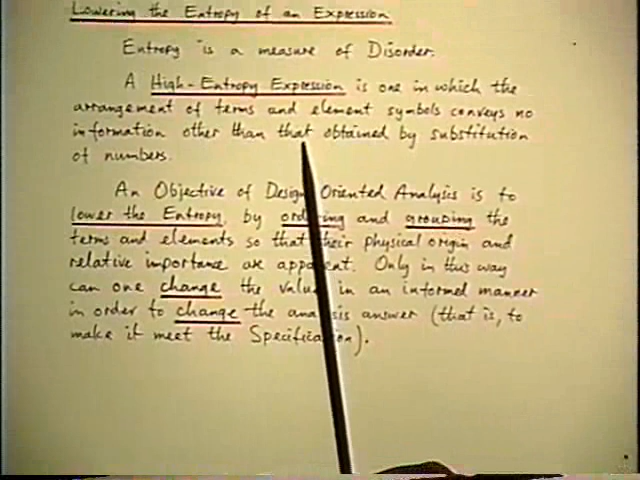 Lowering the Entropy of an Expression
Entropy is a measure of Disorder.
A High-Entropy Expression is one in which the
arrangement of terms and element symbols conveys no
information other than that obtained by substitution
of numbers.
An Objective of Design Oriented Analysis is to
lower the Entropy, by ordering and grouping the
terms and elements so that their physical origin and
relative importance are apparent. Only in this way
can one change the values in an informed manner
in order to change the analysis answer (that is, to
make it meet the Specification).